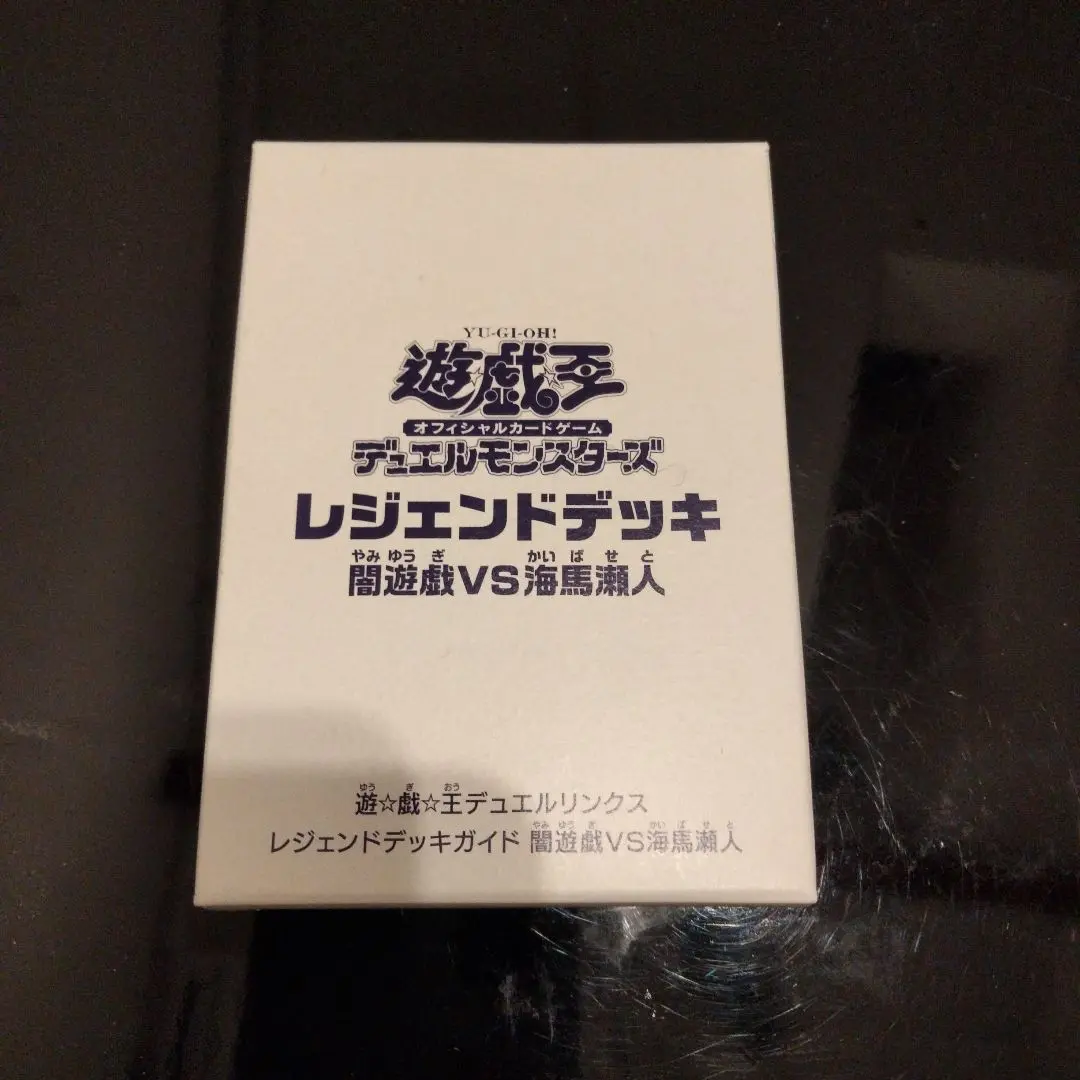 YU-GI-OH!
遊☆戯☆王
オフィシャルカードゲーム
デュエルモンスターズ
レジェンドデッキ
やみ ゆう ぎ かい ば せ と
闇遊戯VS海馬瀬人
ゆう ぎ おう
遊☆戯☆王デュエルリンクス
やみ ゆう ぎ かい ば せ と
レジェンドデッキガイド 闇遊戯VS海馬瀬人